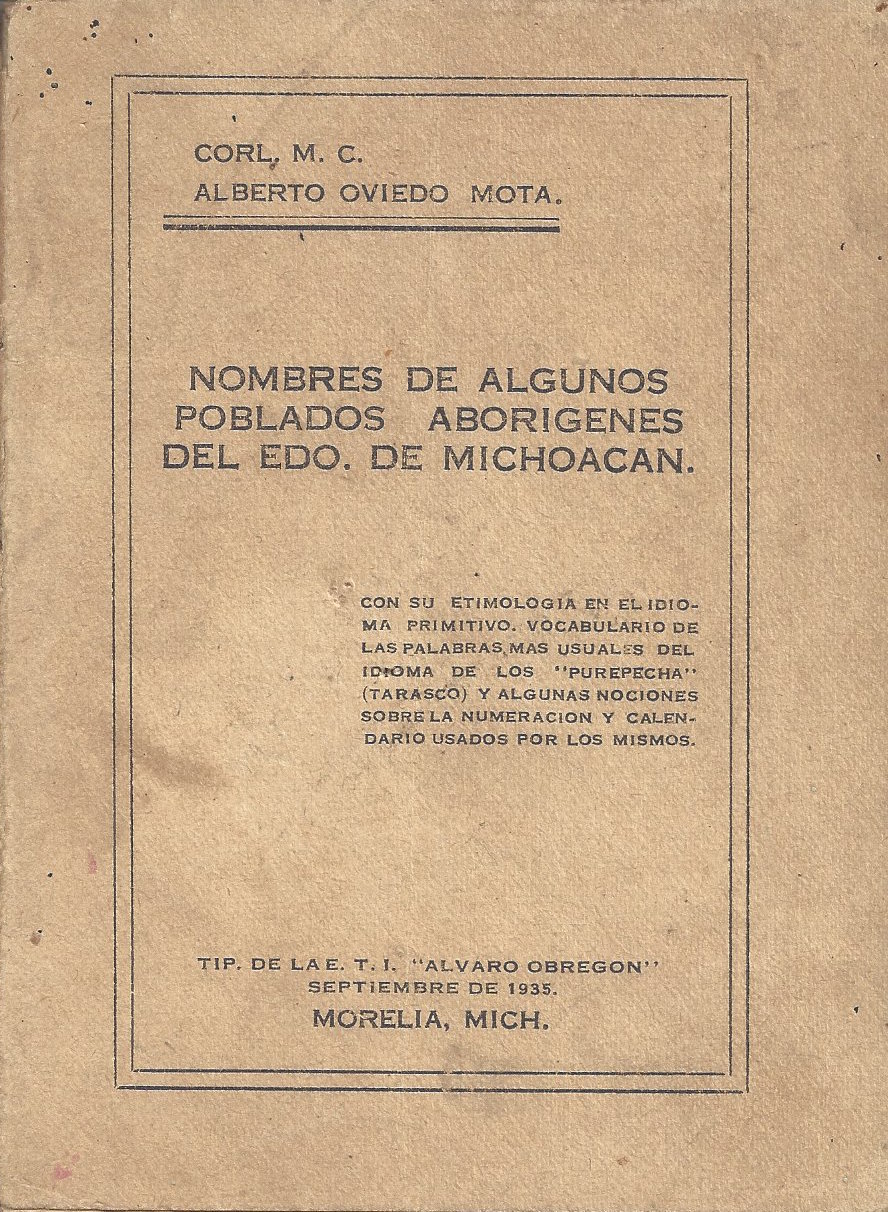 CORL. M. C.
ALBERTO OVIEDO MOTA.
NOMBRES DE ALGUNOS
POBLADOS ABORIGENES
DEL EDO. DE MICHOACAN.
CON SU ETIMOLOGIA EN EL IDIO-
MA PRIMITIVO. VOCABULARIO DE
LAS PALABRAS MAS USUALES DEL
IDIOMA DE LOS "PUREPECHA"
(TARASCO) Y ALGUNAS NOCIONES
SOBRE LA NUMERACION Y CALEN-
DARIO USADOS POR LOS MISMOS.
TIP. DE LA E. T. I. "ALVARO OBREGON"
SEPTIEMBRE DE 1935.
MORELIA, MICH.